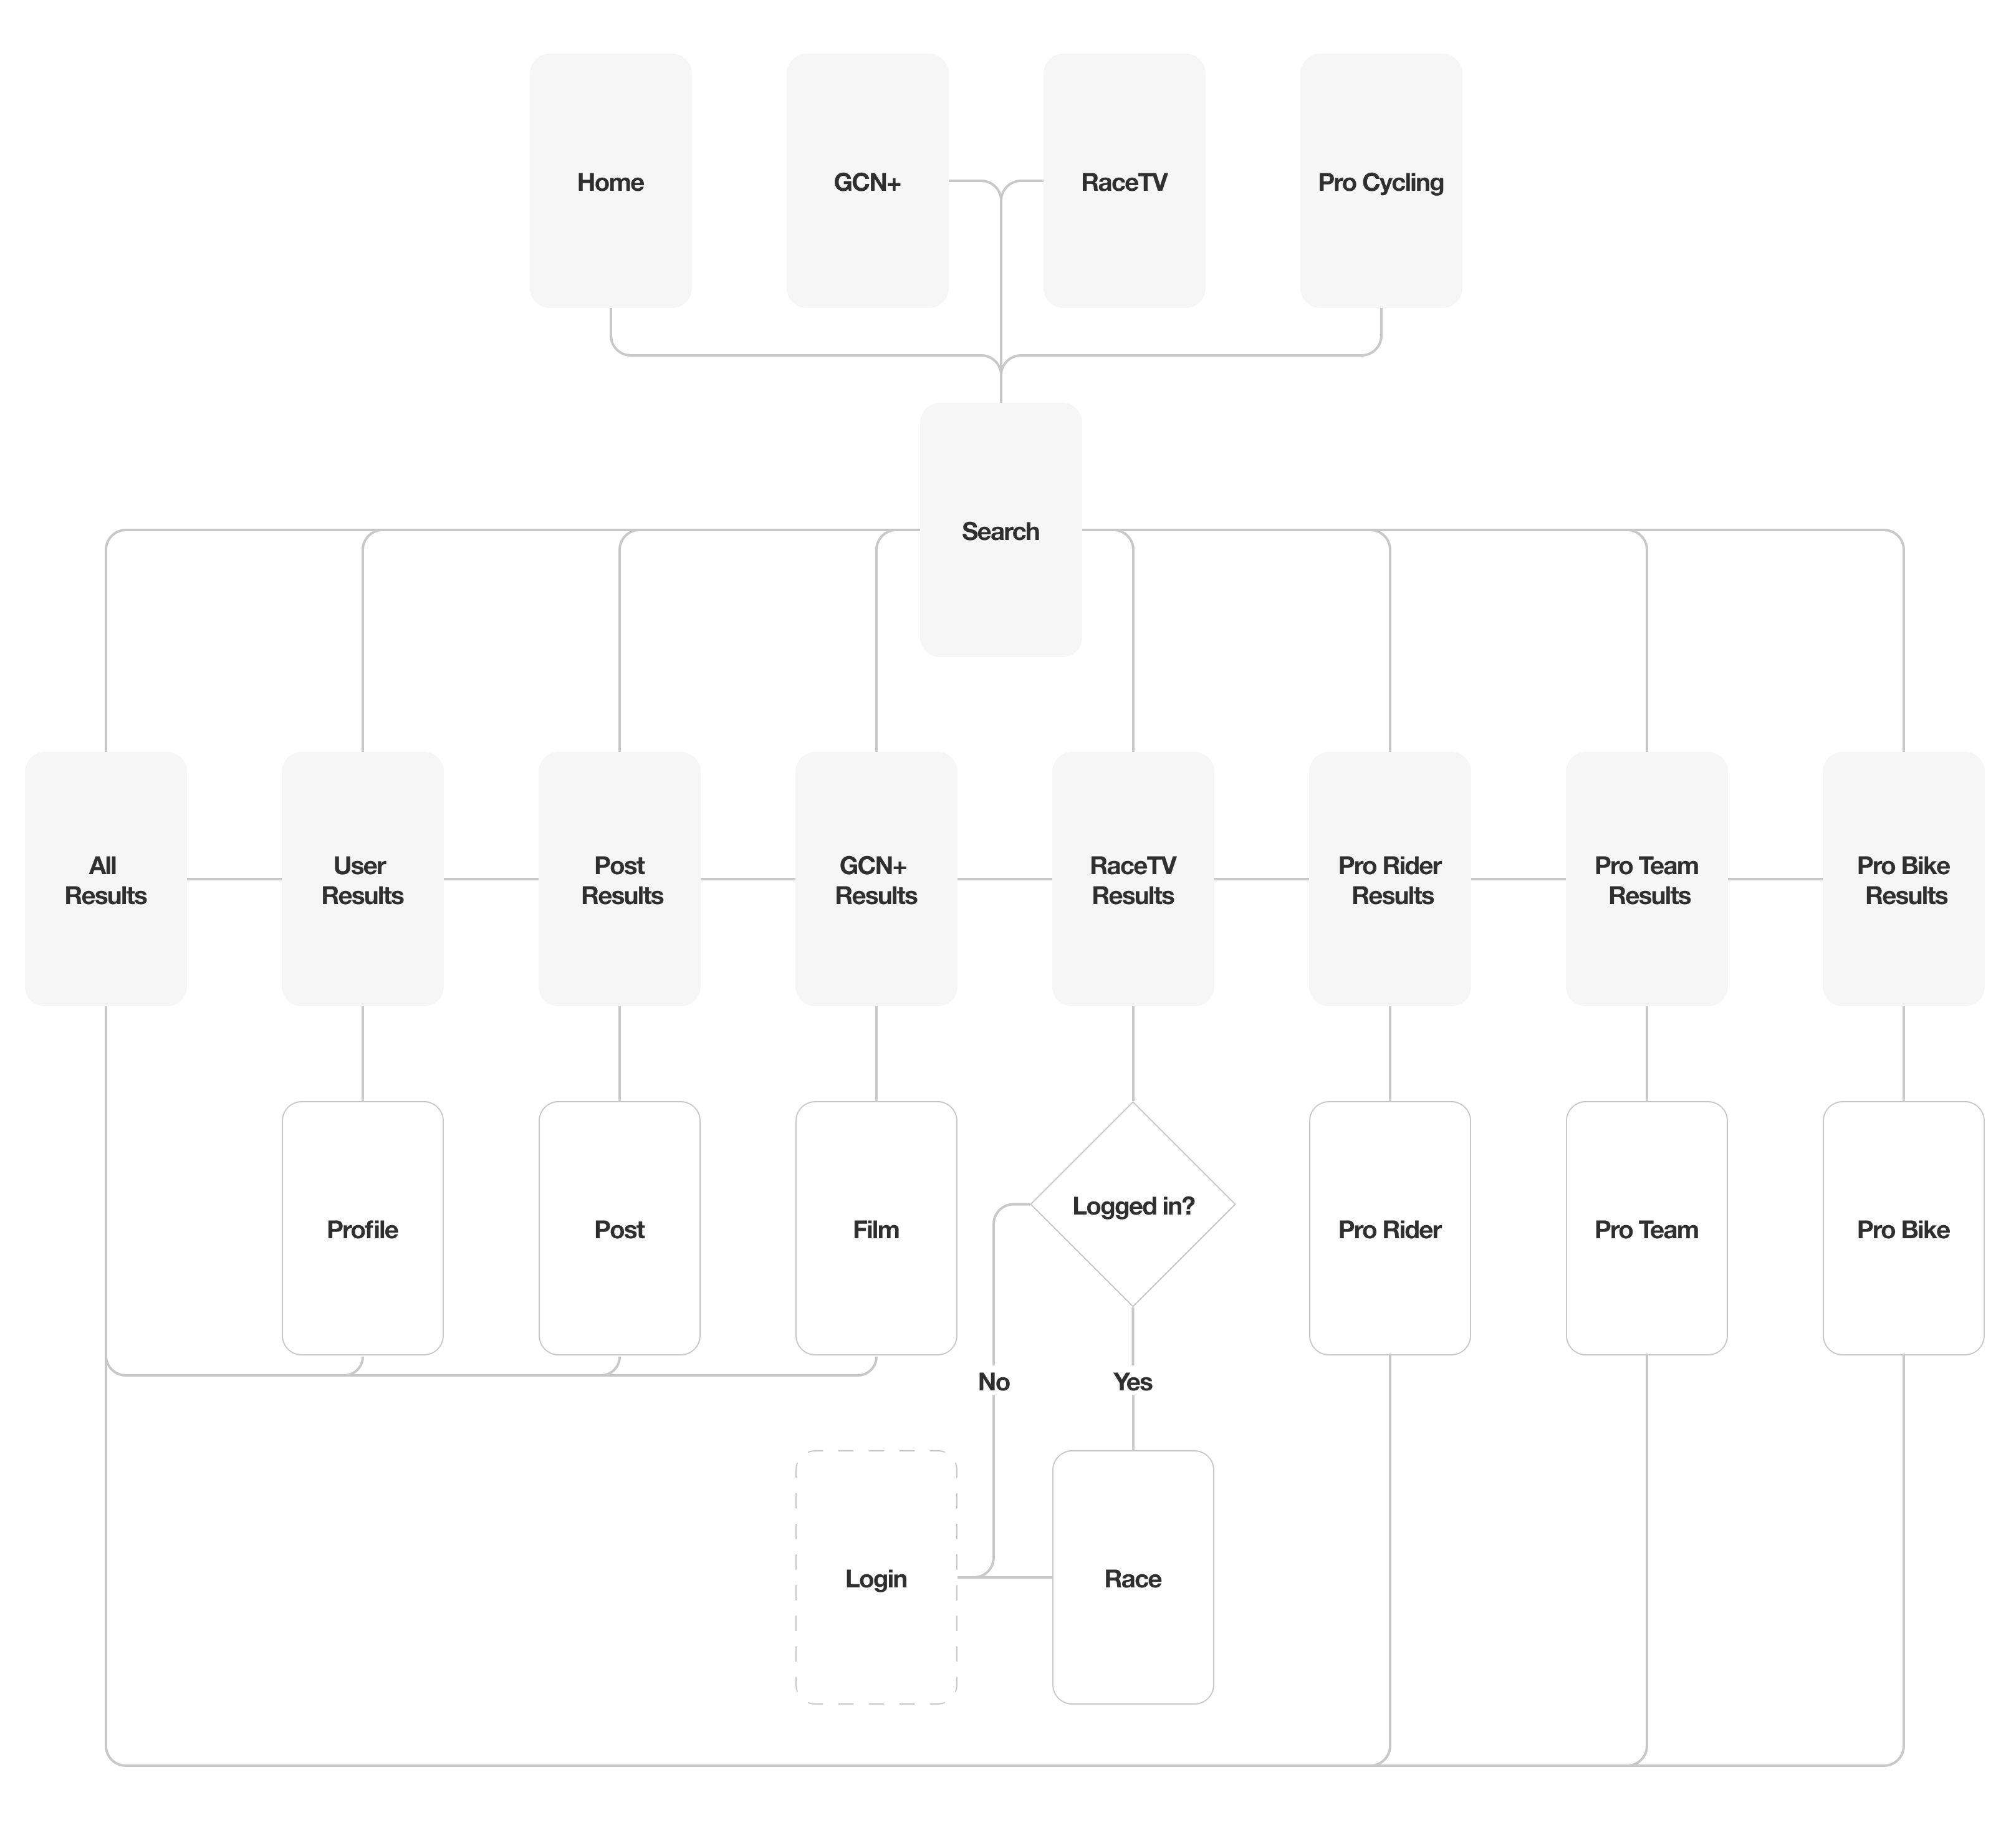 Home
GCN+
RaceTV
Pro Cycling
Search
All
Results
User
Results
Post
Results
GCN+
Results
RaceTV
Results
Pro Rider
Results
Pro Team
Results
Pro Bike
Results
Profile
Post
Film
Logged in?
Pro Rider
Pro Team
Pro Bike
No
Yes
Login
Race